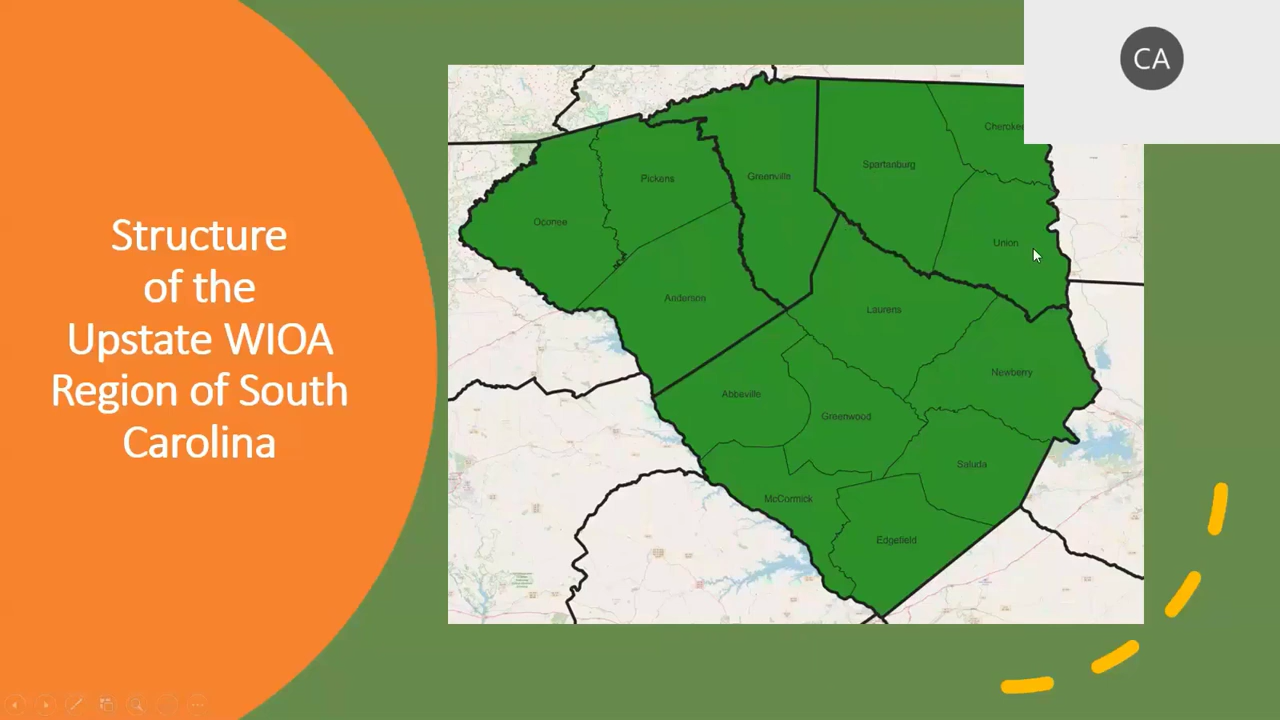 Structure
of the
Upstate WIOA
Region of South
Carolina
CA
Cherokee
Spartanburg
Greenville
Pickens
Oconee
Union
Anderson
Laurens
Newberry
Abbeville
Greenwood
Saluda
McCormick
Edgefield